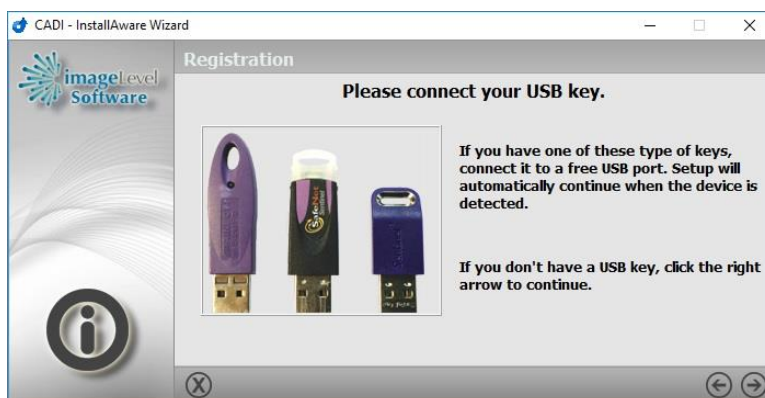 CADI - InstallAware Wizard
imageLevel
Software
Registration
Please connect your USB key.
SafeNet
Sentinel
If you have one of these type of keys,
connect it to a free USB port. Setup will
automatically continue when the device is
detected.
If you don't have a USB key, click the right
arrow to continue.